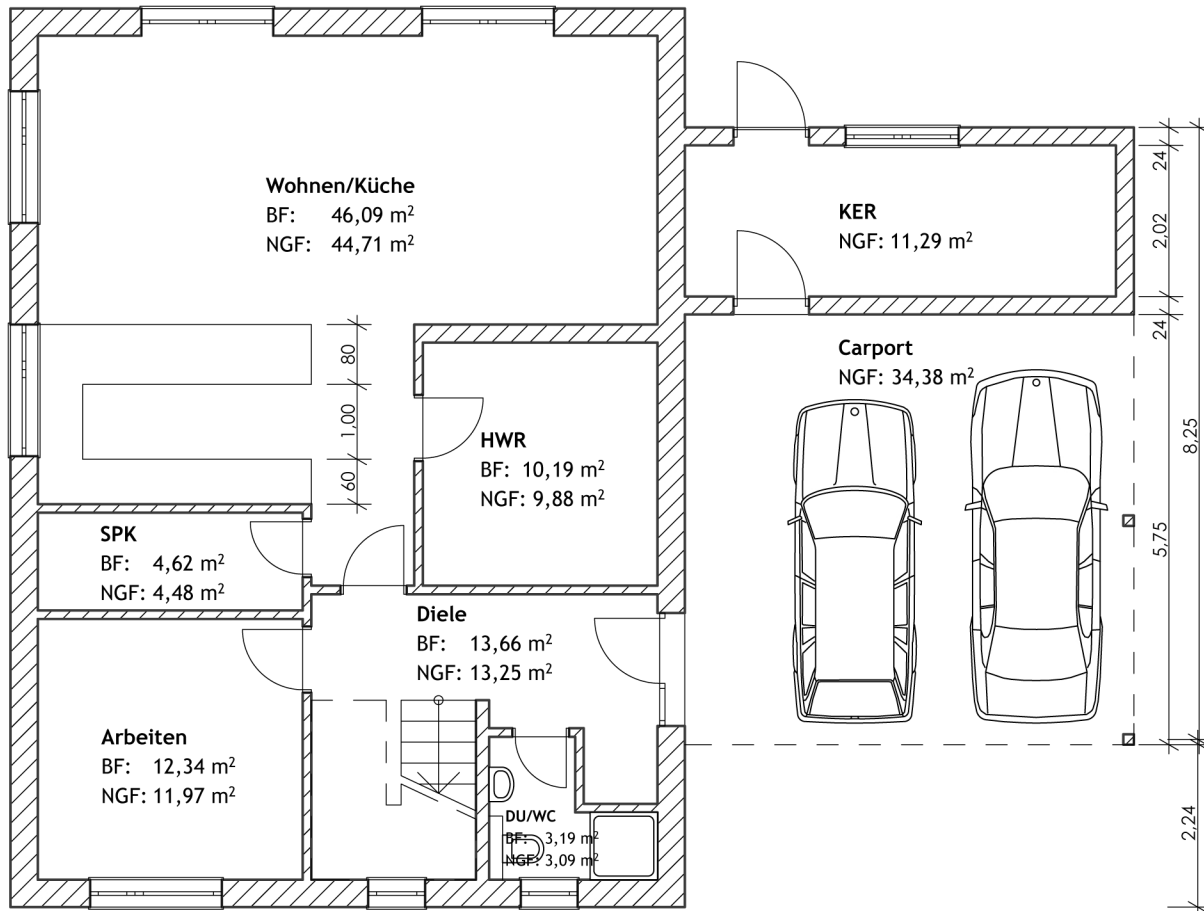 Wohnen/Küche
BF: 46,09 m²
NGF: 44,71 m²
KER
NGF: 11,29 m²
24
2,02
24
Carport
NGF: 34,38 m²
80
1,00
60
HWR
BF: 10,19 m²
NGF: 9,88 m²
8,25
5,75
SPK
BF: 4,62 m²
NGF: 4,48 m²
Diele
BF: 13,66 m²
NGF: 13,25 m²
Arbeiten
BF: 12,34 m²
NGF: 11,97 m²
DU/WC
BF: 3,19 m²
NGF: 3,09 m²
2,24